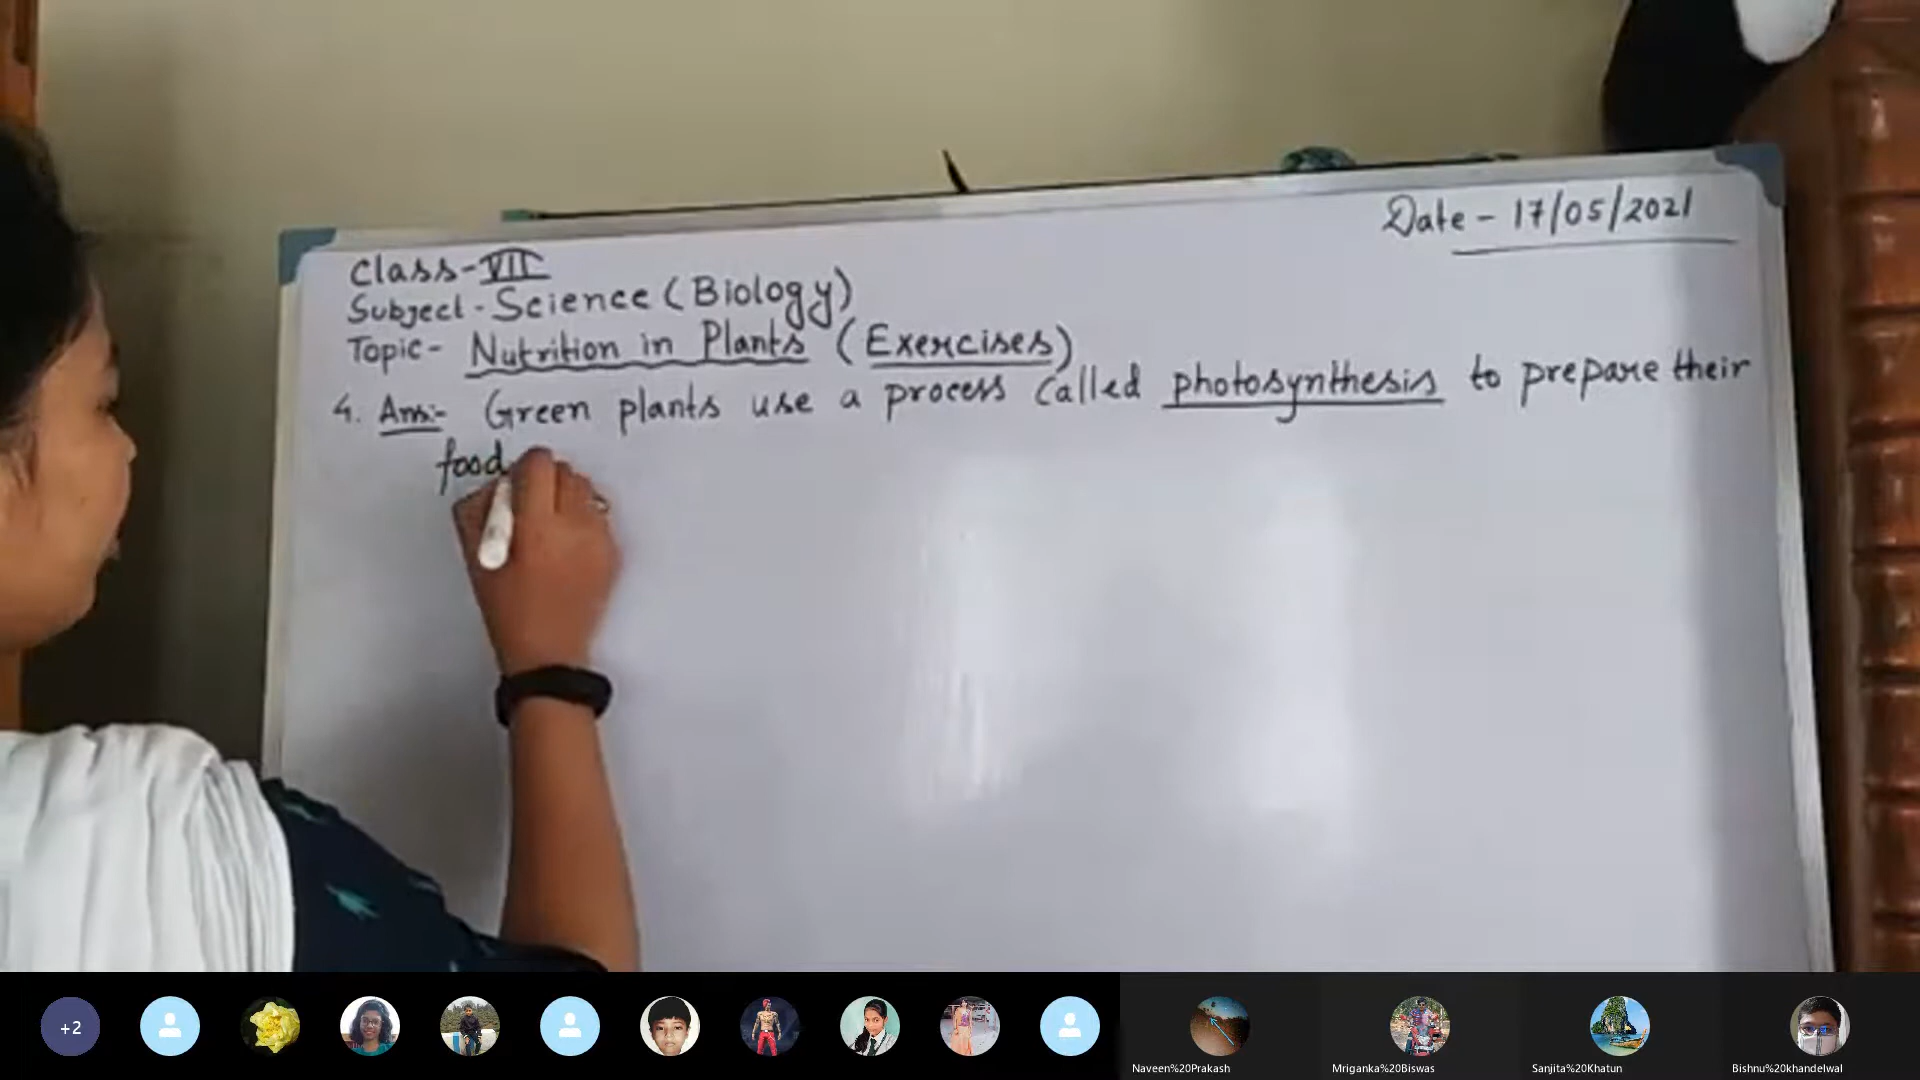 Date - 17/05/2021
Class - VII
Subject - Science (Biology)
Topic - Nutrition in Plants (Exercises)
4. Ans:- Green plants use a process called photosynthesis to prepare their
food
+2
Naveen%20Prakash
Mriganka%20Biswas
Sanjita%20Khatun
Bishnu%20khandelwal